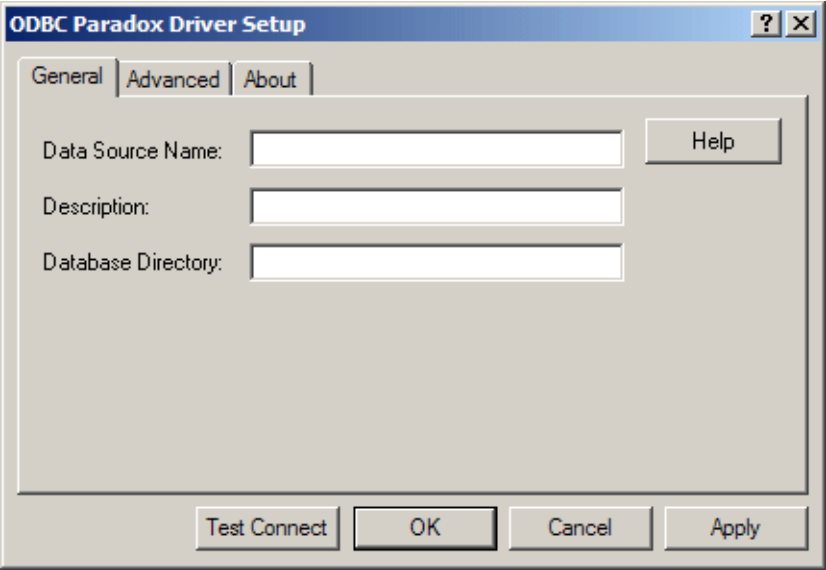 ODBC Paradox Driver Setup
General Advanced About
Data Source Name:
Help
Description:
Database Directory:
Test Connect OK Cancel Apply